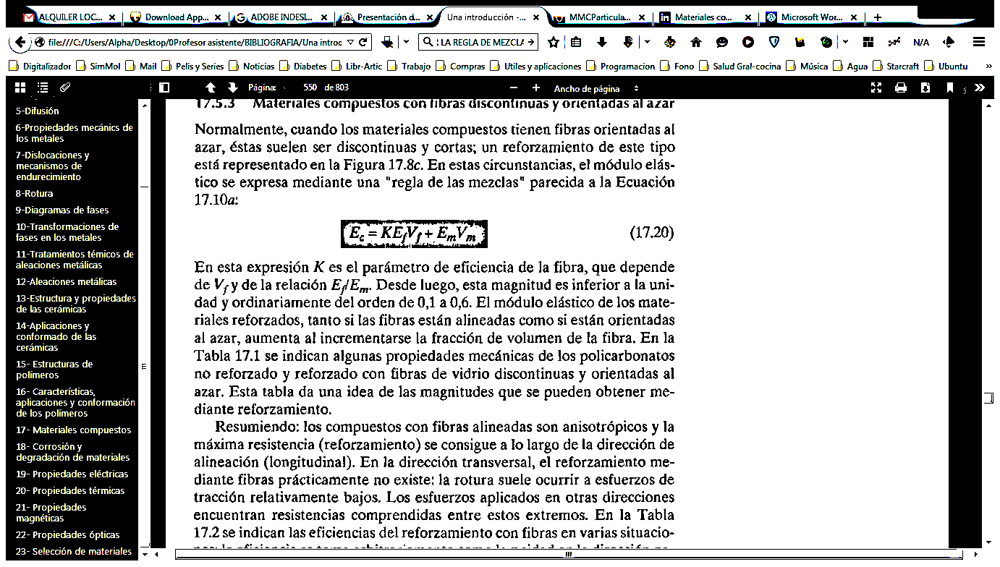 ALQUILER LOC... × Download App... × ADOBE INDESI... × Presentación d... × Una introducción -... × MMCParticula... × Materiales co... × Microsoft Wor... × +
file:///C:/Users/Alpha/Desktop/0Profesor asistente/BIBLIOGRAFIA/Una introc LA REGLA DE MEZCLA N/A
Digitalizador SimMol Mail Pelis y Series Noticias Diabetes Libr-Artic Trabajo Compras Utiles y aplicaciones Programacion Fono Salud Gral-cocina Música Agua Starcraft Ubuntu »
Página: 550 de 803 − + Ancho de página
5-Difusión
6-Propiedades mecánics de
los metales
7-Dislocaciones y
mecanismos de
endurecimiento
8-Rotura
9-Diagramas de fases
10-Transformaciones de
fases en los metales
11-Tratamientos témicos de
aleaciones metálicas
12-Aleaciones metálicas
13-Estructura y propiedades
de las cerámicas
14-Aplicaciones y
conformado de las
cerámicas
15- Estructuras de
polímeros
16- Características,
aplicaciones y conformación
de los polímeros
17- Materiales compuestos
18- Corrosión y
degradación de materiales
19- Propiedades eléctricas
20- Propiedades térmicas
21- Propiedades
magnéticas
22- Propiedades ópticas
23- Selección de materiales
17.5.3 Materiales compuestos con fibras discontinuas y orientadas al azar
Normalmente, cuando los materiales compuestos tienen fibras orientadas al
azar, éstas suelen ser discontinuas y cortas; un reforzamiento de este tipo
está representado en la Figura 17.8c. En estas circunstancias, el módulo elás-
tico se expresa mediante una "regla de las mezclas" parecida a la Ecuación
17.10a:
E_c = KE_fV_f + E_mV_m (17.20)
En esta expresión K es el parámetro de eficiencia de la fibra, que depende
de V_f y de la relación E_f/E_m. Desde luego, esta magnitud es inferior a la uni-
dad y ordinariamente del orden de 0,1 a 0,6. El módulo elástico de los mate-
riales reforzados, tanto si las fibras están alineadas como si están orientadas
al azar, aumenta al incrementarse la fracción de volumen de la fibra. En la
Tabla 17.1 se indican algunas propiedades mecánicas de los policarbonatos
no reforzado y reforzado con fibras de vidrio discontinuas y orientadas al
azar. Esta tabla da una idea de las magnitudes que se pueden obtener me-
diante reforzamiento.
Resumiendo: los compuestos con fibras alineadas son anisotrópicos y la
máxima resistencia (reforzamiento) se consigue a lo largo de la dirección de
alineación (longitudinal). En la dirección transversal, el reforzamiento me-
diante fibras prácticamente no existe: la rotura suele ocurrir a esfuerzos de
tracción relativamente bajos. Los esfuerzos aplicados en otras direcciones
encuentran resistencias comprendidas entre estos extremos. En la Tabla
17.2 se indican las eficiencias del reforzamiento con fibras en varias situacio-